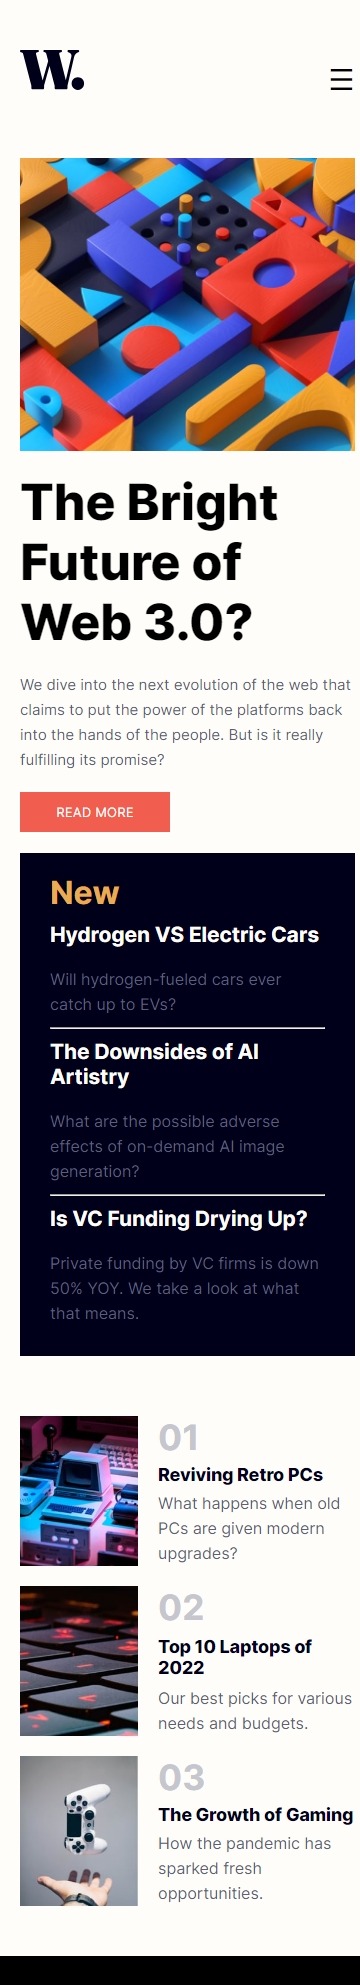 W.
The Bright
Future of
Web 3.0?
We dive into the next evolution of the web that
claims to put the power of the platforms back
into the hands of the people. But is it really
fulfilling its promise?
READ MORE
New
Hydrogen VS Electric Cars
Will hydrogen-fueled cars ever
catch up to EVs?
The Downsides of AI
Artistry
What are the possible adverse
effects of on-demand AI image
generation?
Is VC Funding Drying Up?
Private funding by VC firms is down
50% YOY. We take a look at what
that means.
01
Reviving Retro PCs
What happens when old
PCs are given modern
upgrades?
02
Top 10 Laptops of
2022
Our best picks for various
needs and budgets.
03
The Growth of Gaming
How the pandemic has
sparked fresh
opportunities.